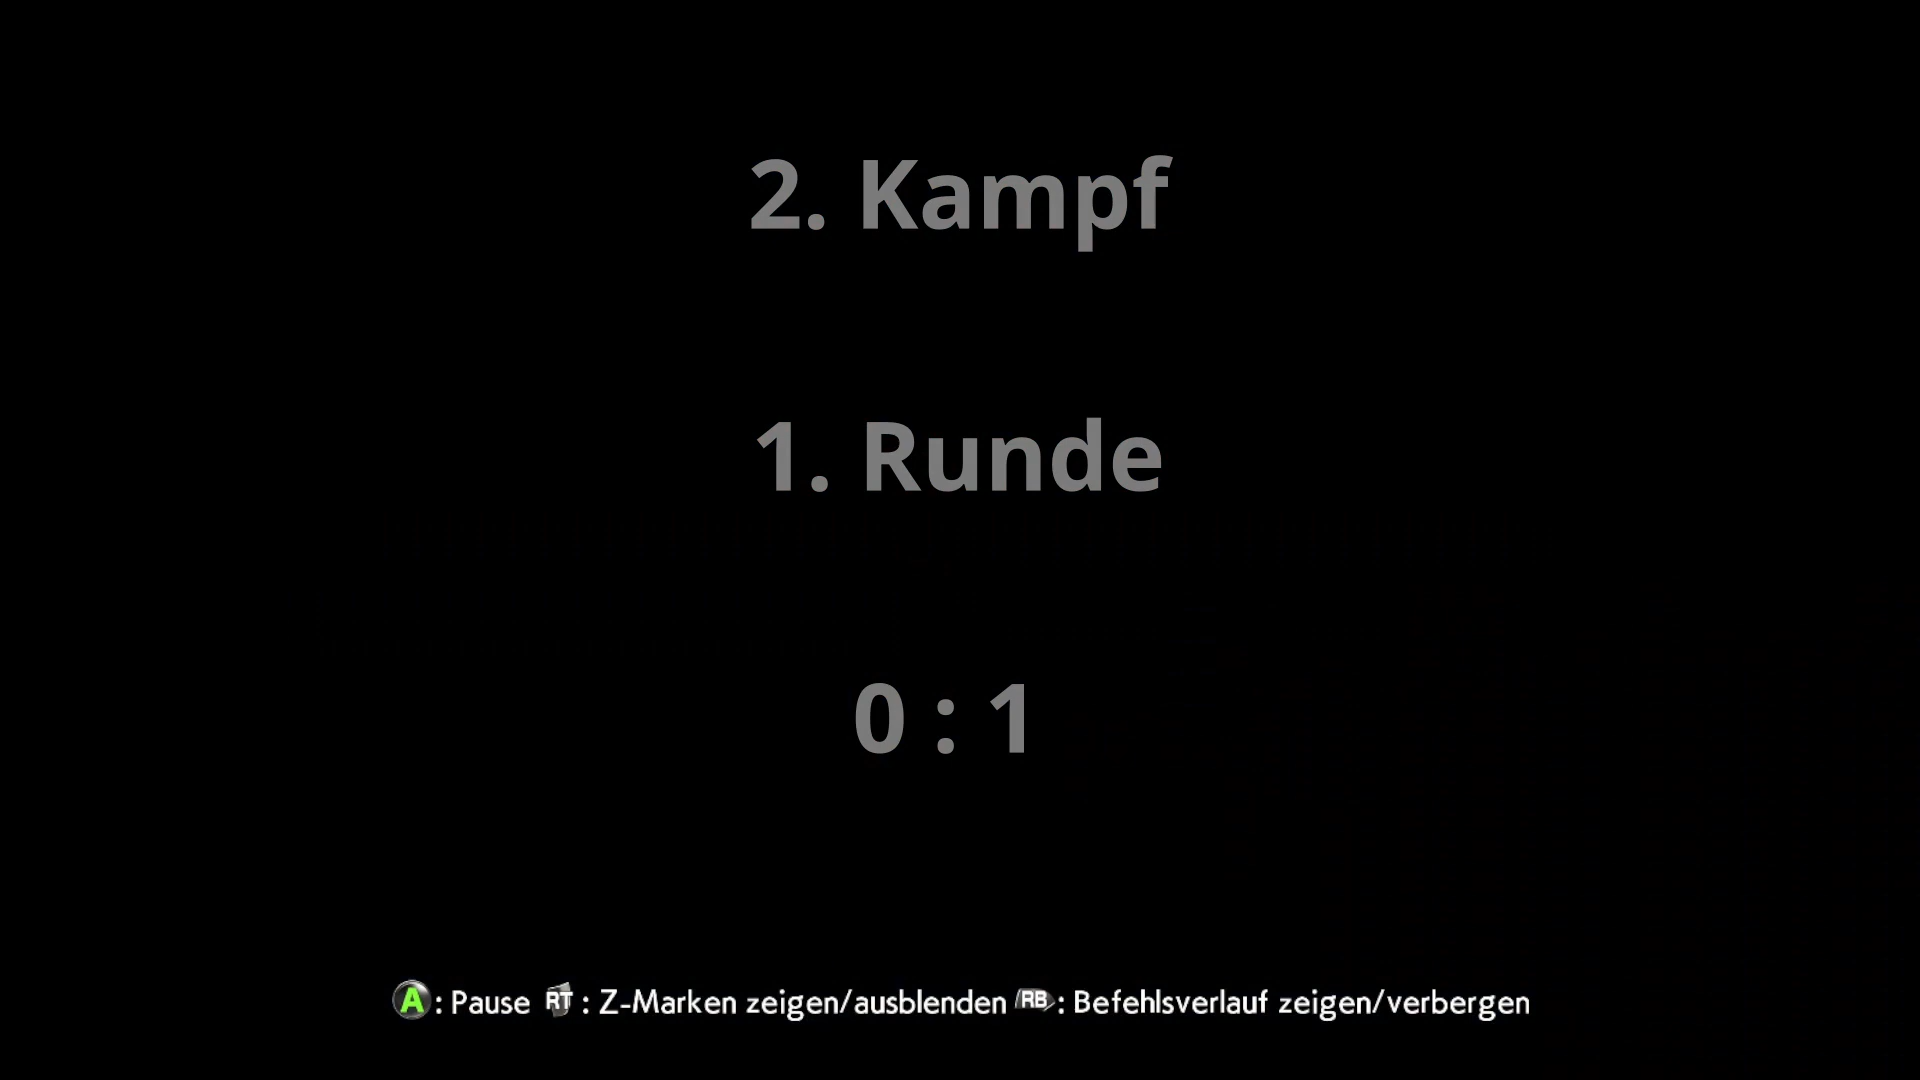 2. Kampf
1. Runde
0 : 1
A : Pause RT : Z-Marken zeigen/ausblenden RB : Befehlsverlauf zeigen/verbergen